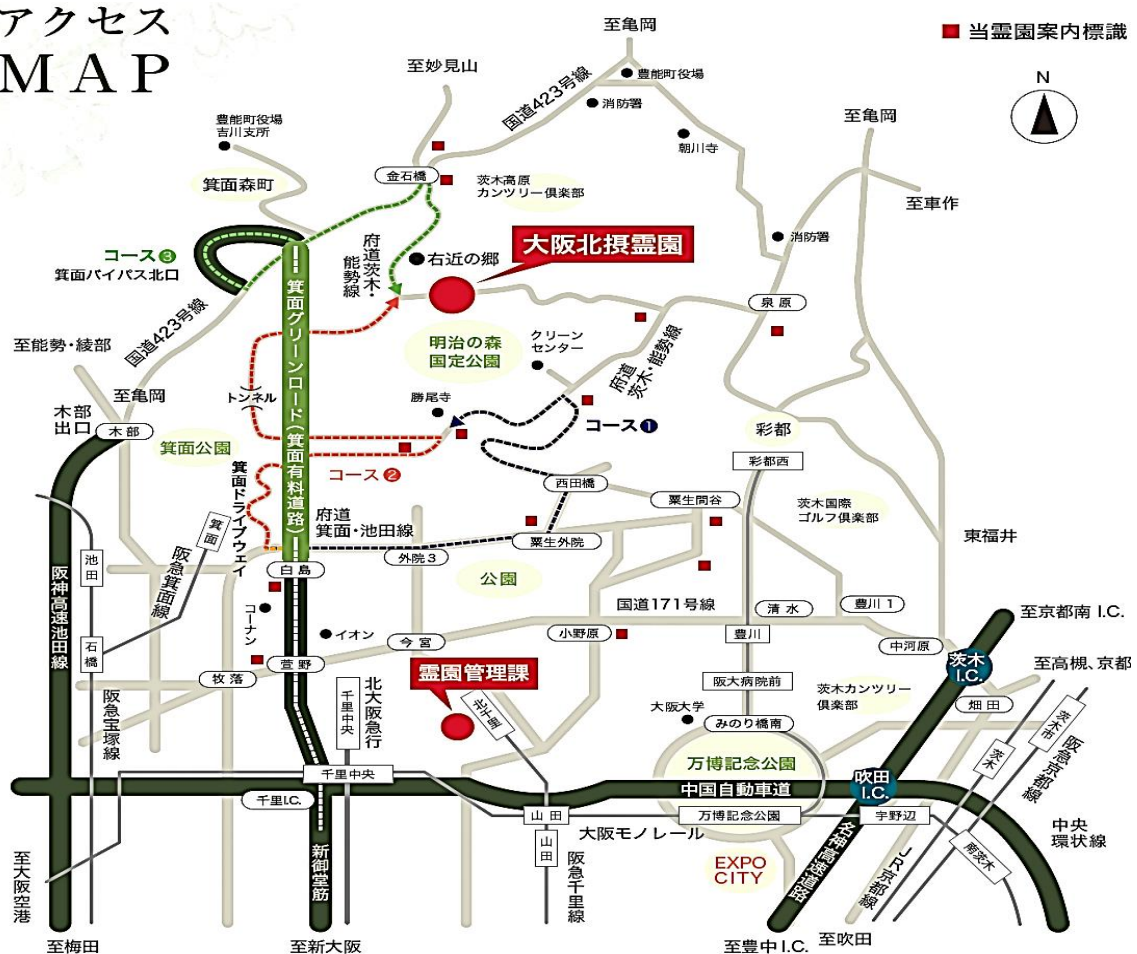 アクセス
MAP
当霊園案内標識
N
至亀岡
豊能町役場
消防署
国道423号線
至妙見山
豊能町役場
吉川支所
朝川寺
至亀岡
箕面森町
金石橋
茨木高原
カンツリー倶楽部
至車作
コース❸
箕面バイパス北口
府道茨木・
能勢線
右近の郷
大阪北摂霊園
消防署
泉原
国道423号線
箕面グリーンロード(箕面有料道路)
明治の森
国定公園
クリーン
センター
府道
茨木・能勢線
至能勢・綾部
至亀岡
トンネル
勝尾寺
木部
出口
木部
箕面公園
コース❶
彩都
コース❷
彩都西
箕面ドライブウェイ
西田橋
粟生間谷
茨木国際
ゴルフ倶楽部
箕面
府道
箕面・池田線
粟生外院
外院3
東福井
池田
阪急箕面線
白島
公園
阪神高速池田線
コーナン
国道171号線
清水
豊川1
至京都南 I.C.
イオン
今宮
小野原
豊川
中河原
石橋
牧落
萱野
茨木
I.C.
至高槻、京都
霊園管理課
北大阪急行
千里中央
北千里
阪大病院前
茨木カンツリー
倶楽部
畑田
阪急宝塚線
大阪大学
みのり橋南
茨木市
茨木
阪急京都線
万博記念公園
千里中央
中国自動車道
吹田
I.C.
千里I.C.
山田
万博記念公園
宇野辺
大阪モノレール
中央
環状線
南茨木
山田
阪急千里線
至大阪空港
新御堂筋
EXPO
CITY
名神高速道路
JR京都線
至梅田
至新大阪
至豊中 I.C.
至吹田